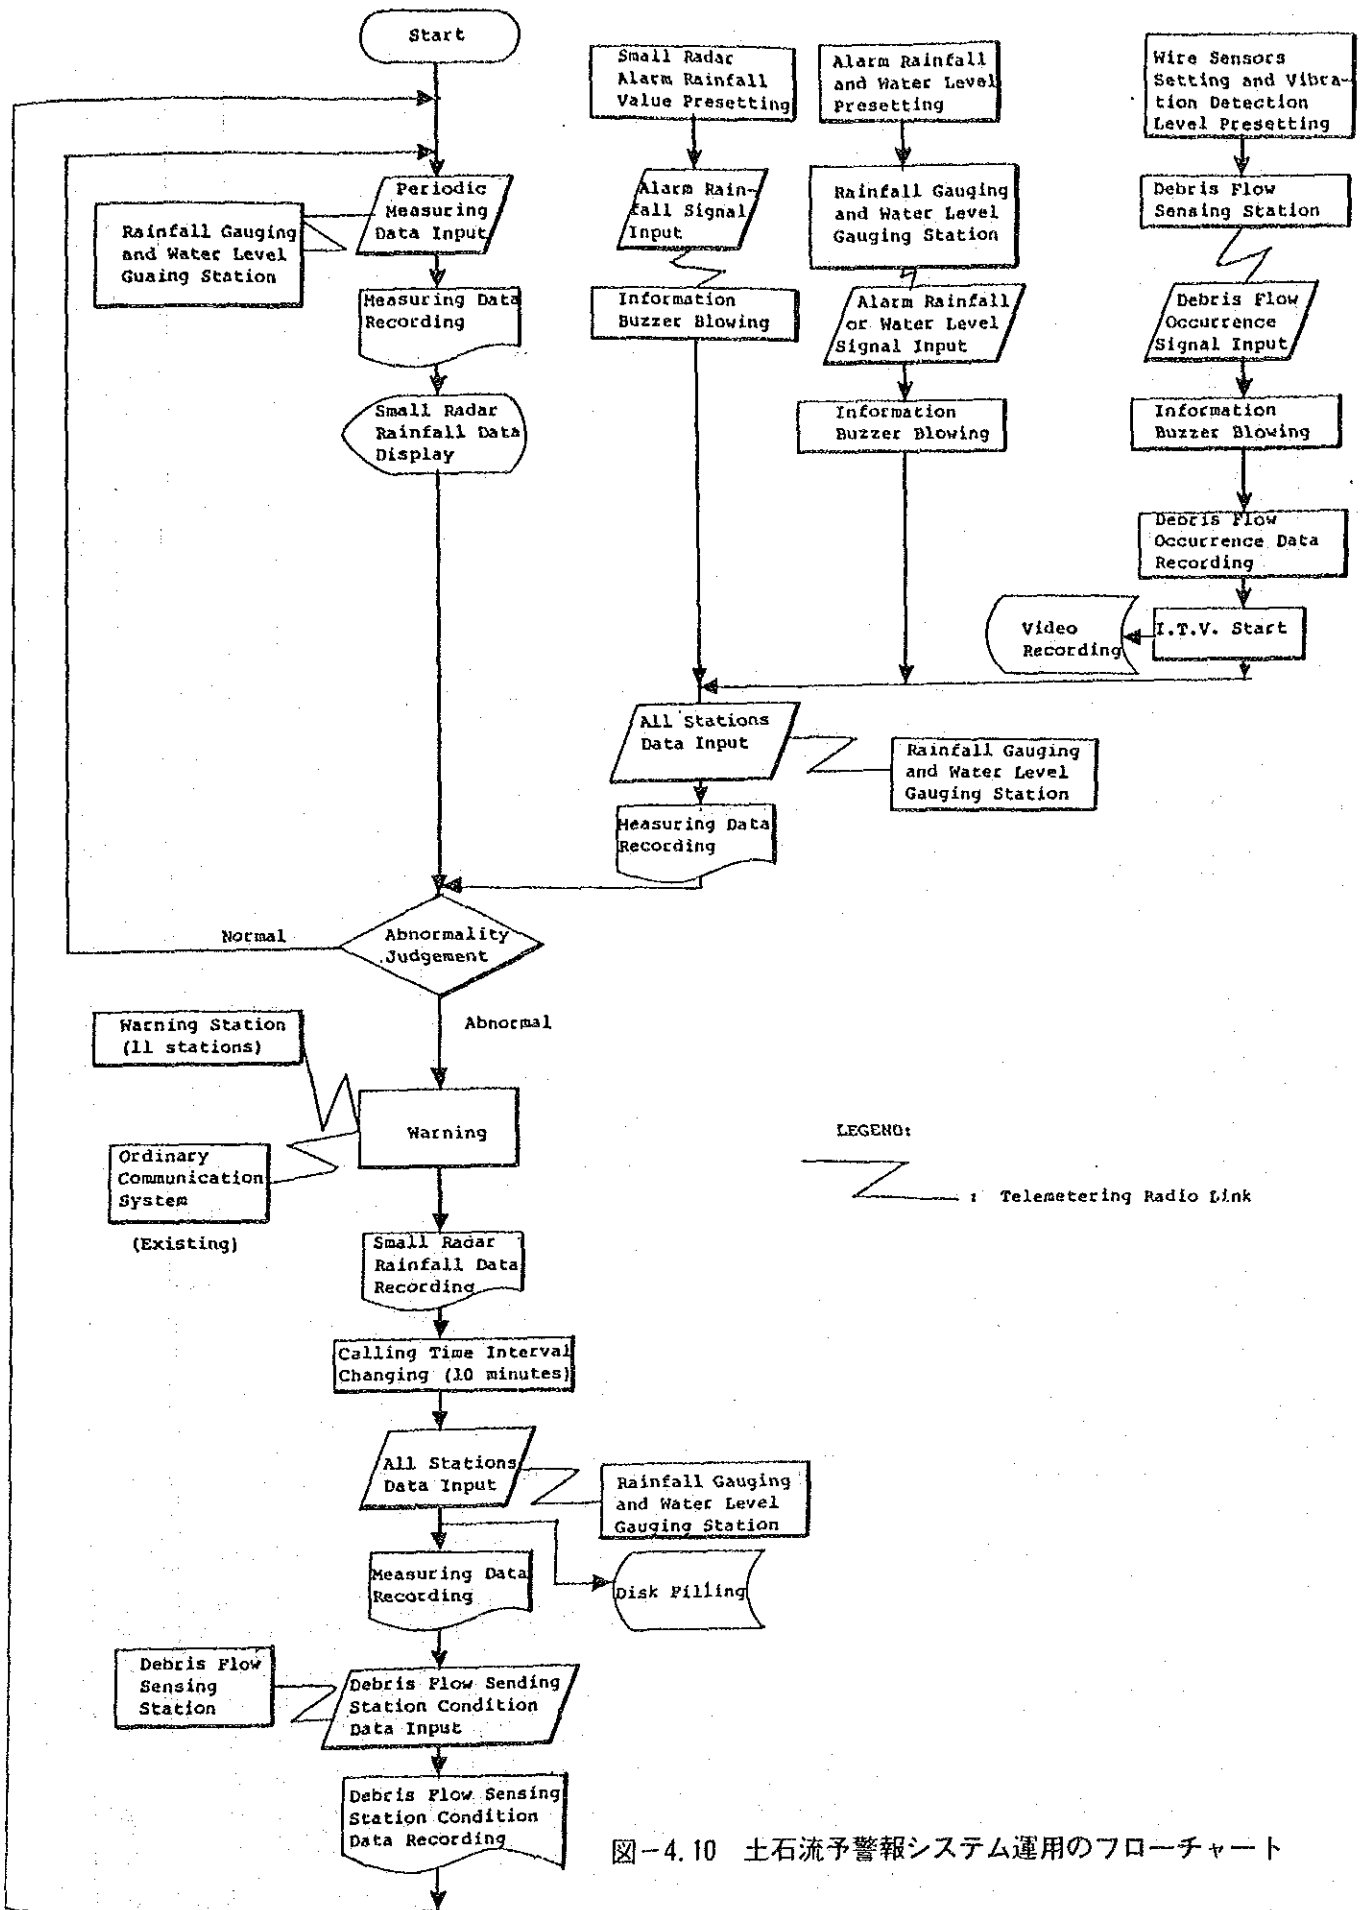 Start
Small Radar
Alarm Rainfall
Value Presetting
Alarm Rainfall
and Water Level
Presetting
Wire Sensors
Setting and Vibra-
tion Detection
Level Presetting
Periodic
Measuring
Data Input
Rainfall Gauging
and Water Level
Guaing Station
Alarm Rain-
fall Signal
Input
Rainfall Gauging
and Water Level
Gauging Station
Debris Flow
Sensing Station
Measuring Data
Recording
Information
Buzzer Blowing
Alarm Rainfall
or Water Level
Signal Input
Debris Flow
Occurrence
Signal Input
Small Radar
Rainfall Data
Display
Information
Buzzer Blowing
Information
Buzzer Blowing
Debris Flow
Occurrence Data
Recording
Video
Recording
I.T.V. Start
All Stations
Data Input
Rainfall Gauging
and Water Level
Gauging Station
Measuring Data
Recording
Normal
Abnormality
Judgement
Abnormal
Warning Station
(11 stations)
Warning
Ordinary
Communication
System
(Existing)
LEGEND:
: Telemetering Radio Link
Small Radar
Rainfall Data
Recording
Calling Time Interval
Changing (10 minutes)
All Stations
Data Input
Rainfall Gauging
and Water Level
Gauging Station
Measuring Data
Recording
Disk Pilling
Debris Flow
Sensing
Station
Debris Flow Sending
Station Condition
Data Input
Debris Flow Sensing
Station Condition
Data Recording
図-4.10 土石流予警報システム運用のフローチャート